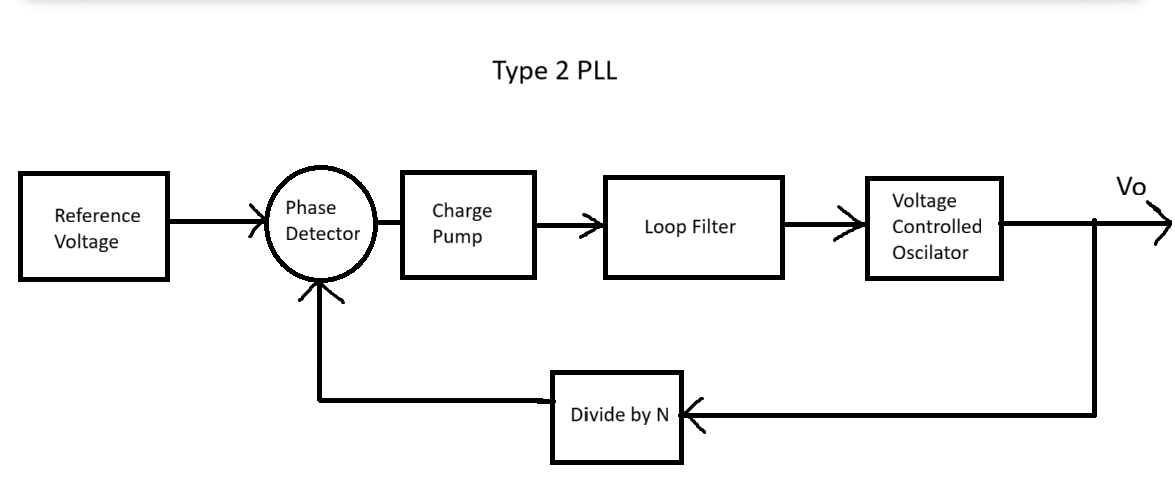 Type 2 PLL
Reference
Voltage
Phase
Detector
Charge
Pump
Loop Filter
Voltage
Controlled
Oscilator
Vo
Divide by N